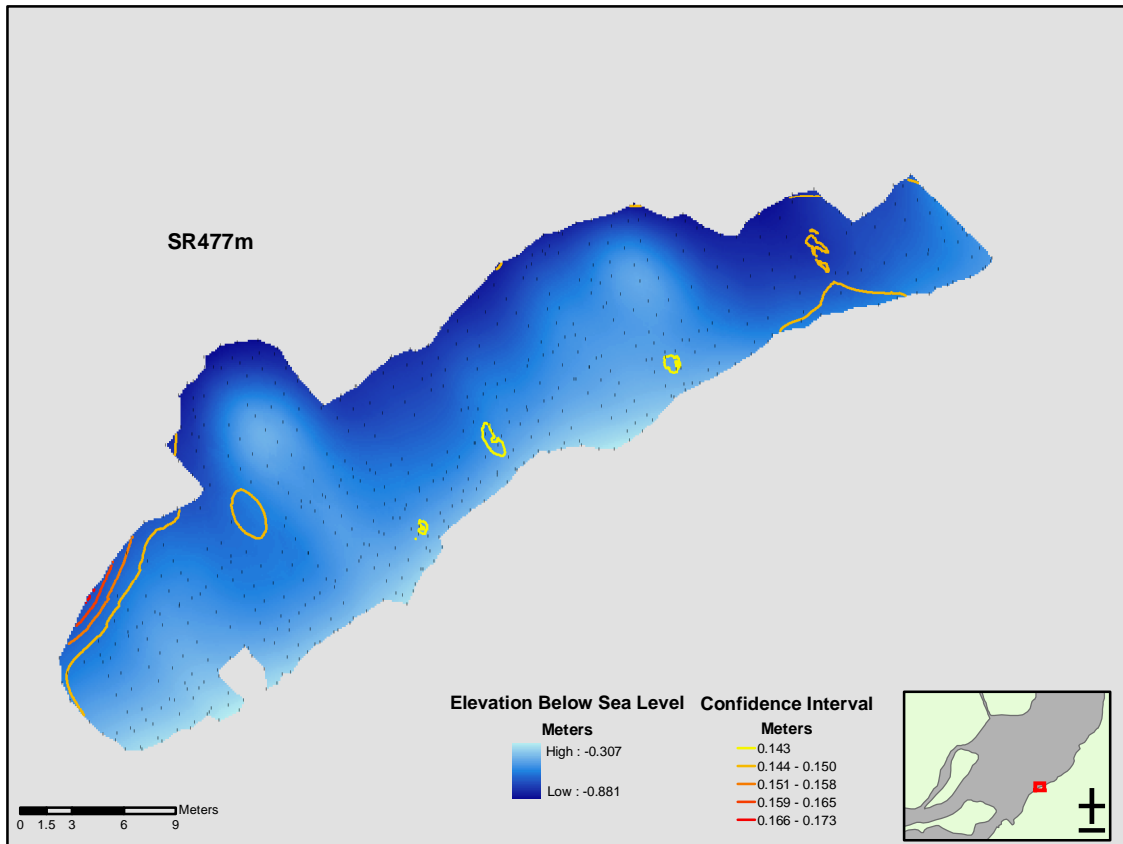 SR477m
Elevation Below Sea Level
Meters
High : -0.307
Low : -0.881
Confidence Interval
Meters
0.143
0.144 - 0.150
0.151 - 0.158
0.159 - 0.165
0.166 - 0.173
Meters
0 1.5 3 6 9